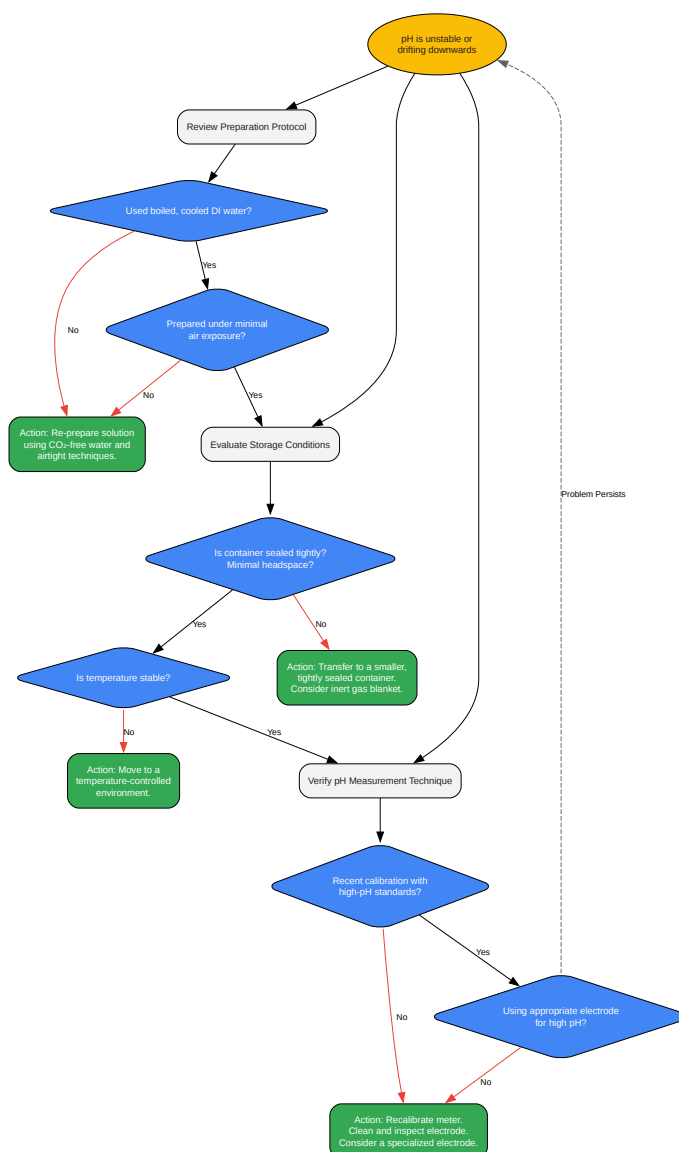 pH is unstable or
drifting downwards
Review Preparation Protocol
Used boiled, cooled DI water?
Yes
No
Prepared under minimal
air exposure?
No
Yes
Action: Re-prepare solution
using CO₂-free water and
airtight techniques.
Evaluate Storage Conditions
Problem Persists
Is container sealed tightly?
Minimal headspace?
Yes
No
Action: Transfer to a smaller,
tightly sealed container.
Consider inert gas blanket.
Is temperature stable?
No
Yes
Action: Move to a
temperature-controlled
environment.
Verify pH Measurement Technique
Recent calibration with
high-pH standards?
Yes
No
Using appropriate electrode
for high pH?
No
Action: Recalibrate meter.
Clean and inspect electrode.
Consider a specialized electrode.